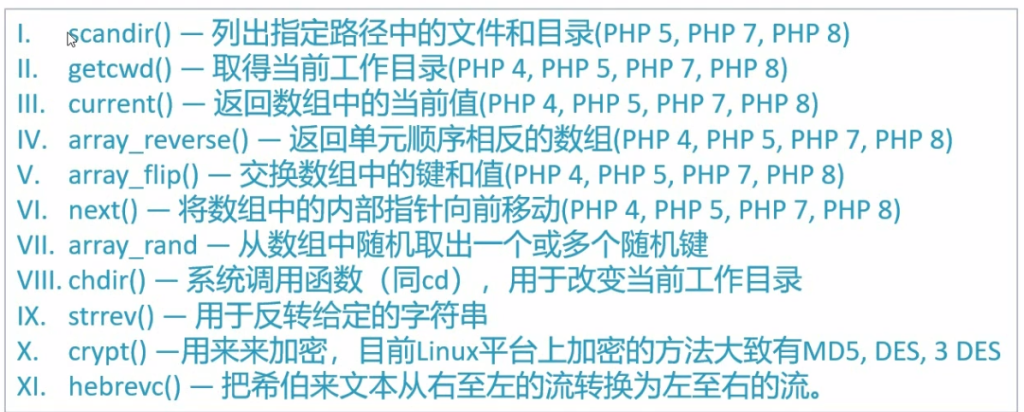 I. scandir() — 列出指定路径中的文件和目录(PHP 5, PHP 7, PHP 8)
II. getcwd() — 取得当前工作目录(PHP 4, PHP 5, PHP 7, PHP 8)
III. current() — 返回数组中的当前值(PHP 4, PHP 5, PHP 7, PHP 8)
IV. array_reverse() — 返回单元顺序相反的数组(PHP 4, PHP 5, PHP 7, PHP 8)
V. array_flip() — 交换数组中的键和值(PHP 4, PHP 5, PHP 7, PHP 8)
VI. next() — 将数组中的内部指针向前移动(PHP 4, PHP 5, PHP 7, PHP 8)
VII. array_rand — 从数组中随机取出一个或多个随机键
VIII. chdir() — 系统调用函数（同cd），用于改变当前工作目录
IX. strrev() — 用于反转给定的字符串
X. crypt() —用来来加密，目前Linux平台上加密的方法大致有MD5, DES, 3 DES
XI. hebrevc() — 把希伯来文本从右至左的流转换为左至右的流。